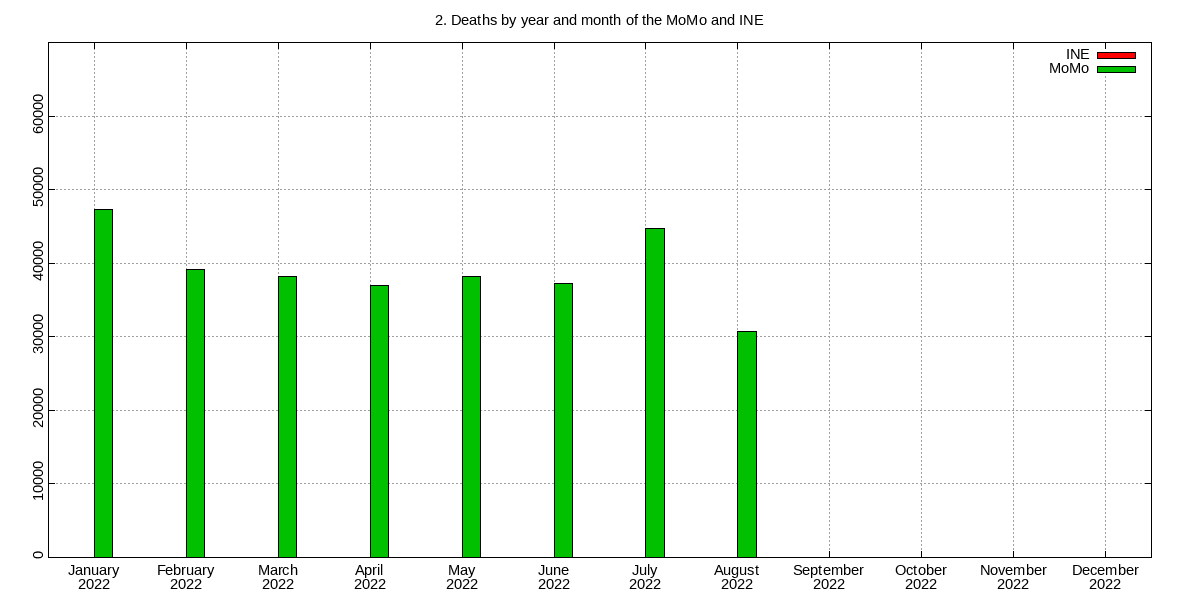 2. Deaths by year and month of the MoMo and INE
INE
MoMo
60000
50000
40000
30000
20000
10000
0
January February March April May June July August September October November December
2022 2022 2022 2022 2022 2022 2022 2022 2022 2022 2022 2022